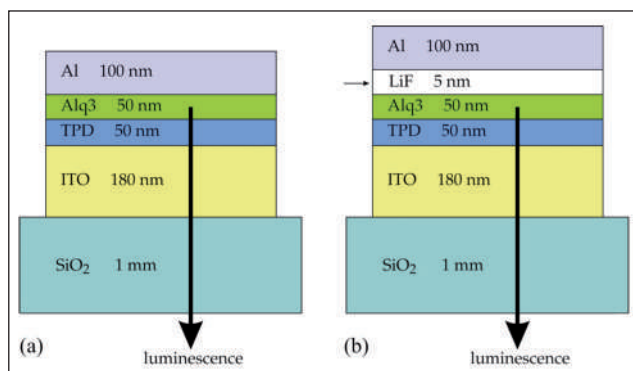 Al 100 nm
Alq3 50 nm
TPD 50 nm
ITO 180 nm
SiO₂ 1 mm
(a)
luminescence
Al 100 nm
LiF 5 nm
Alq3 50 nm
TPD 50 nm
ITO 180 nm
SiO₂ 1 mm
(b)
luminescence